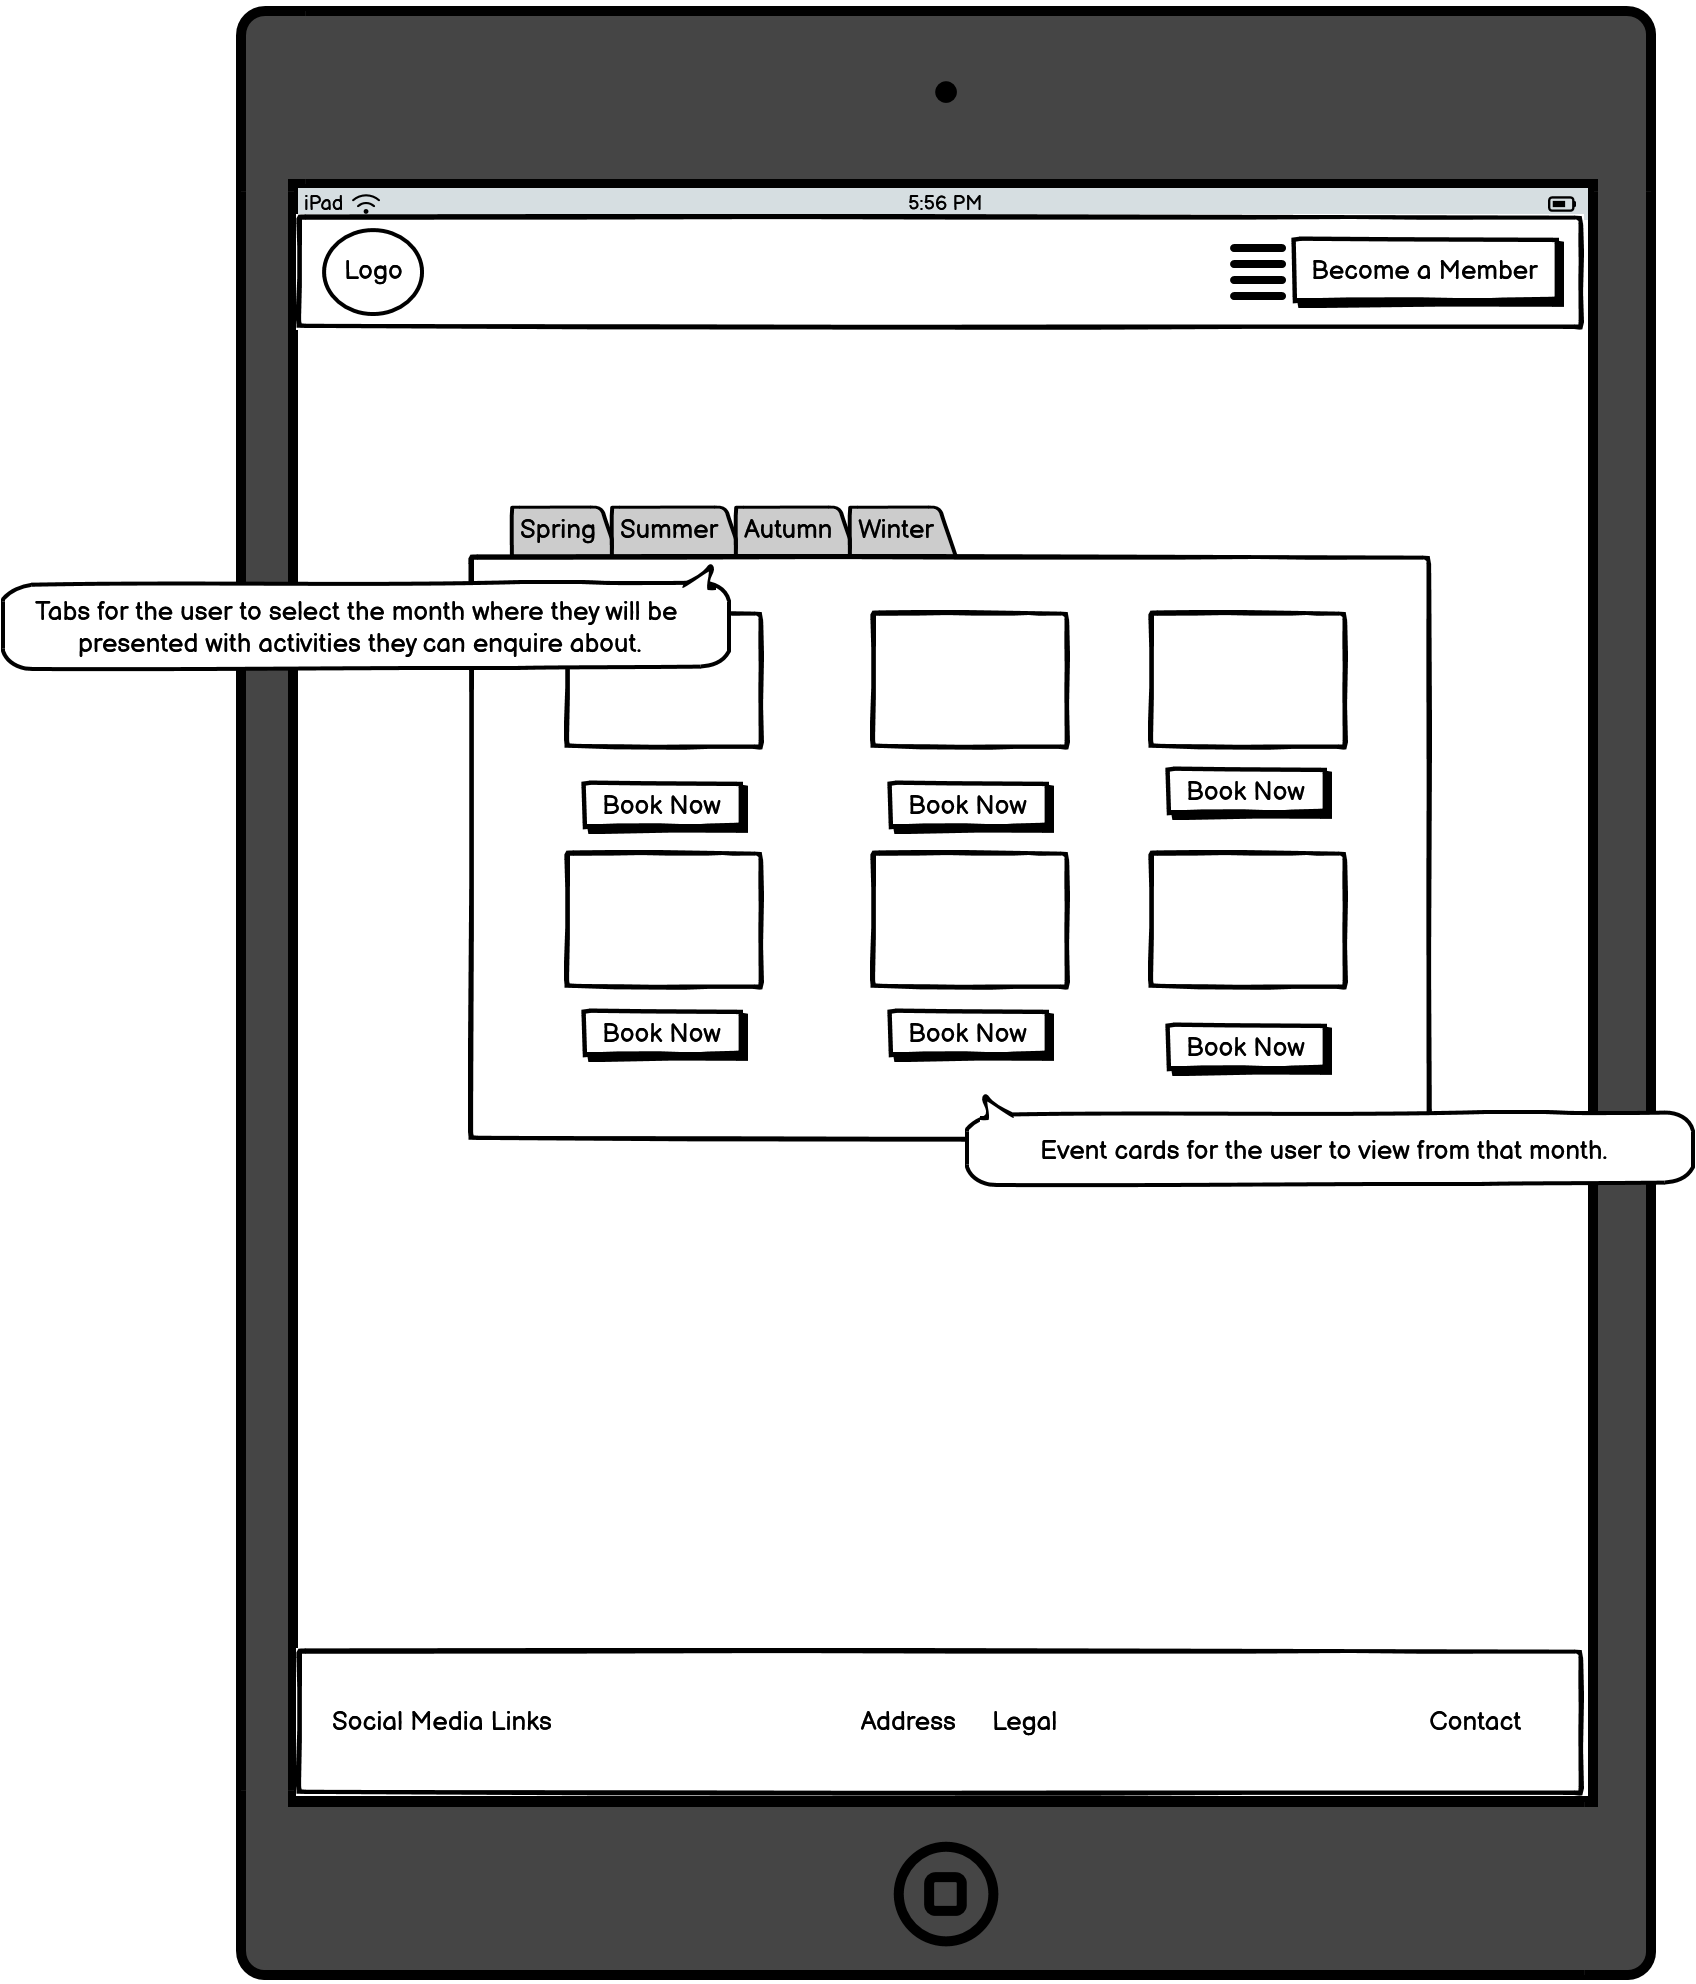 iPad
5:56 PM
Logo
Become a Member
Spring
Summer
Autumn
Winter
Tabs for the user to select the month where they will be
presented with activities they can enquire about.
Book Now
Book Now
Book Now
Book Now
Book Now
Book Now
Event cards for the user to view from that month.
Social Media Links
Address
Legal
Contact